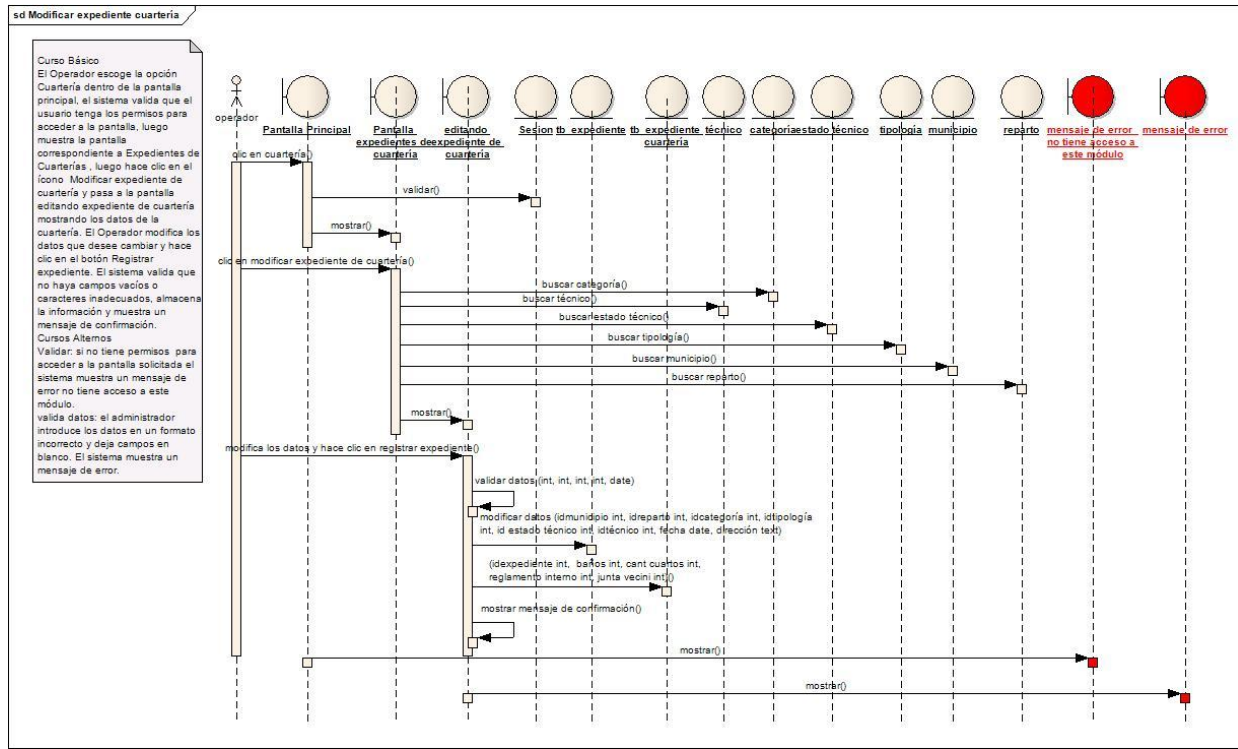 sd Modificar expediente cuartería
Curso Básico
El Operador escoge la opción
Cuartería dentro de la pantalla
principal, el sistema valida que el
usuario tenga los permisos para
acceder a la pantalla, luego
muestra la pantalla
correspondiente a Expedientes de
Cuarterías , luego hace clic en el
ícono Modificar expediente de
cuartería y pasa a la pantalla
editando expediente de cuartería
mostrando los datos de la
cuartería. El Operador modifica los
datos que desee cambiar y hace
clic en el botón Registrar
expediente. El sistema valida que
no haya campos vacíos o
caracteres inadecuados, almacena
la información y muestra un
mensaje de confirmación.
Cursos Alternos
Validar: si no tiene permisos para
acceder a la pantalla solicitada el
sistema muestra un mensaje de
error no tiene acceso a este
módulo.
valida datos: el administrador
introduce los datos en un formato
incorrecto y deja campos en
blanco. El sistema muestra un
mensaje de error.
operador
Pantalla Principal
Pantalla
expedientes de
cuartería
editando
expediente de
cuartería
Sesion
tb_expediente
tb_expediente_
cuartería
técnico
categoría
estado técnico
tipología
municipio
reparto
mensaje de error
no tiene acceso a
este módulo
mensaje de error
clic en cuartería()
validar()
mostrar()
clic en modificar expediente de cuartería()
buscar categoría()
buscar técnico()
buscar estado técnico()
buscar tipología()
buscar municipio()
buscar reparto()
mostrar()
modifica los datos y hace clic en registrar expediente()
validar datos (int, int, int, int, date)
modificar datos (idmunidipio int, idreparto int, idcategoría int, idtipología
int, id estado técnico int, idtécnico int, fecha date, dirección text)
(idexpediente int, baños int, cant cuartos int,
reglamento interno int, junta vecini int)()
mostrar mensaje de confirmación()
mostrar()
mostrar()